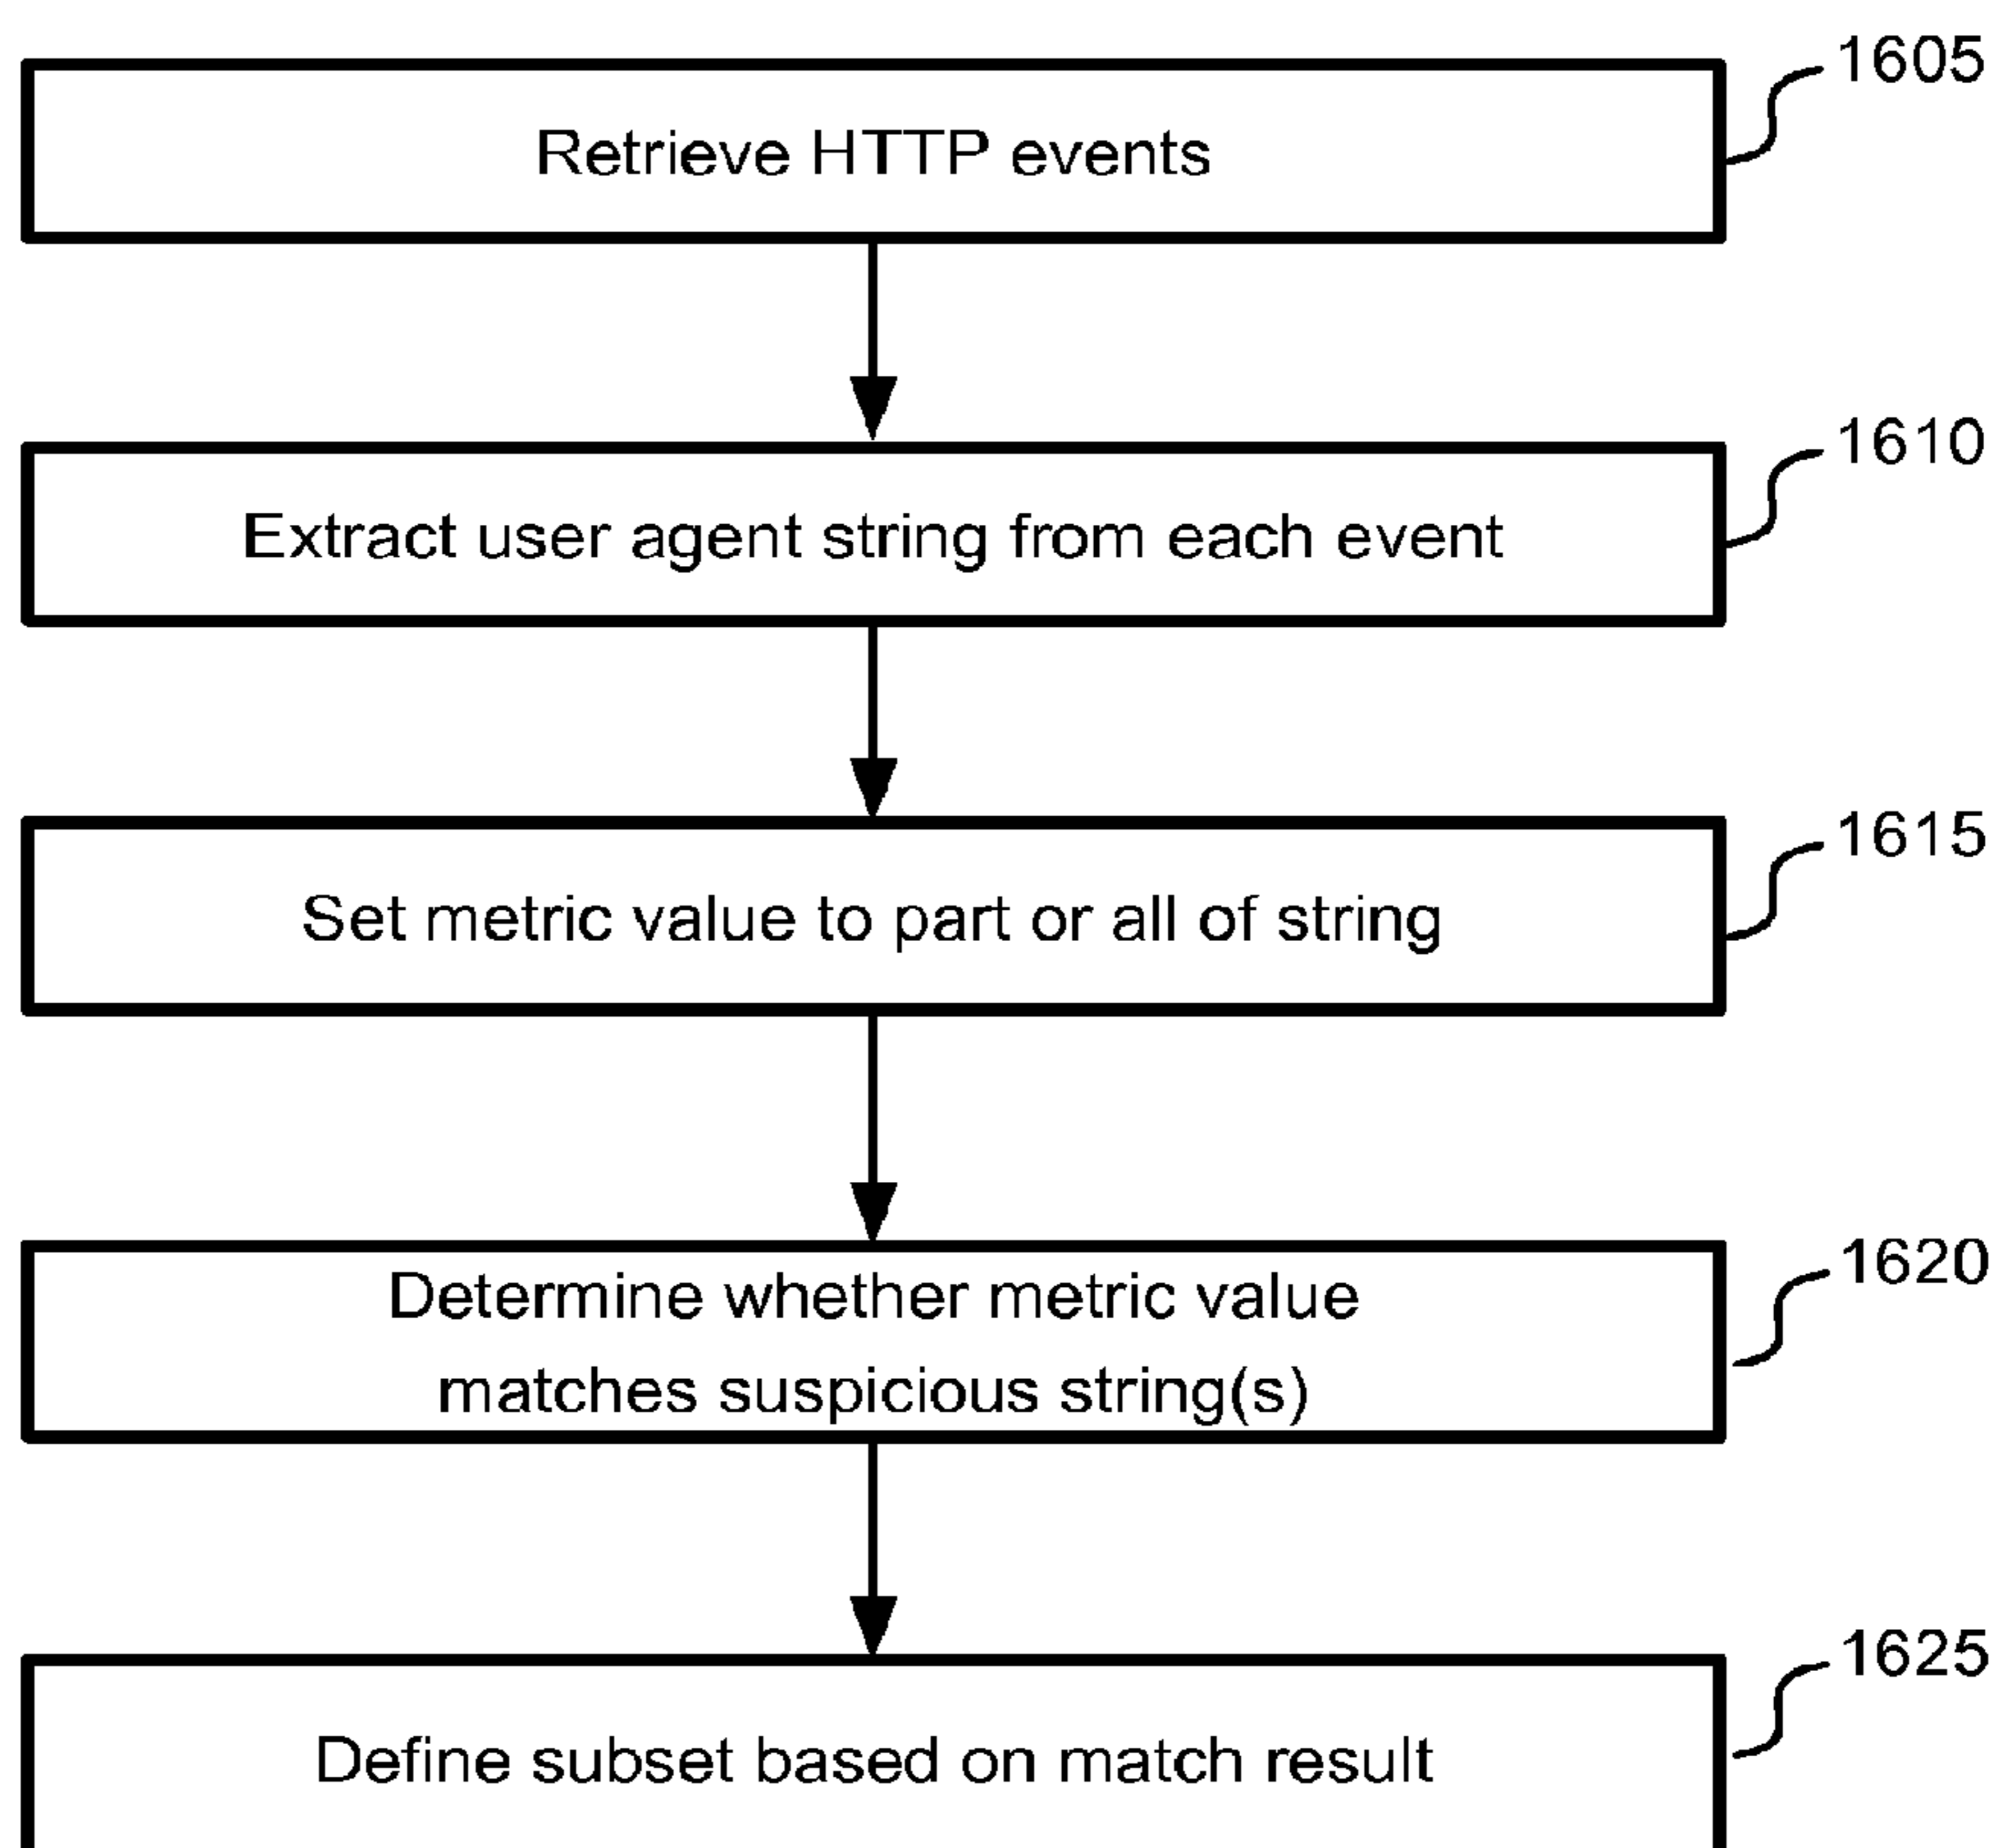 1605
Retrieve HTTP events
1610
Extract user agent string from each event
1615
Set metric value to part or all of string
1620
Determine whether metric value
matches suspicious string(s)
1625
Define subset based on match result